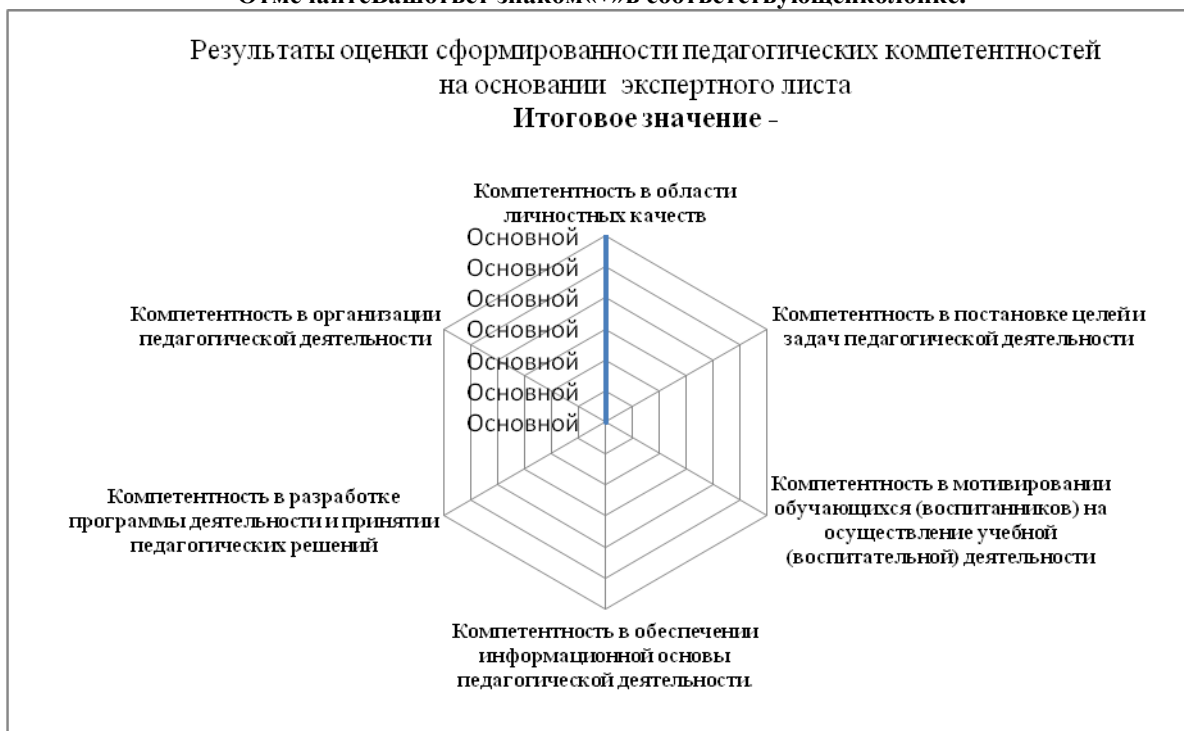 Результаты оценки сформированности педагогических компетентностей
на основании экспертного листа
Итоговое значение -
Компетентность в области
личностных качеств
Основной
Основной
Основной
Основной
Основной
Основной
Основной
Компетентность в постановке целей и
задач педагогической деятельности
Компетентность в мотивировании
обучающихся (воспитанников) на
осуществление учебной
(воспитательной) деятельности
Компетентность в обеспечении
информационной основы
педагогической деятельности.
Компетентность в разработке
программы деятельности и принятии
педагогических решений
Компетентность в организации
педагогической деятельности